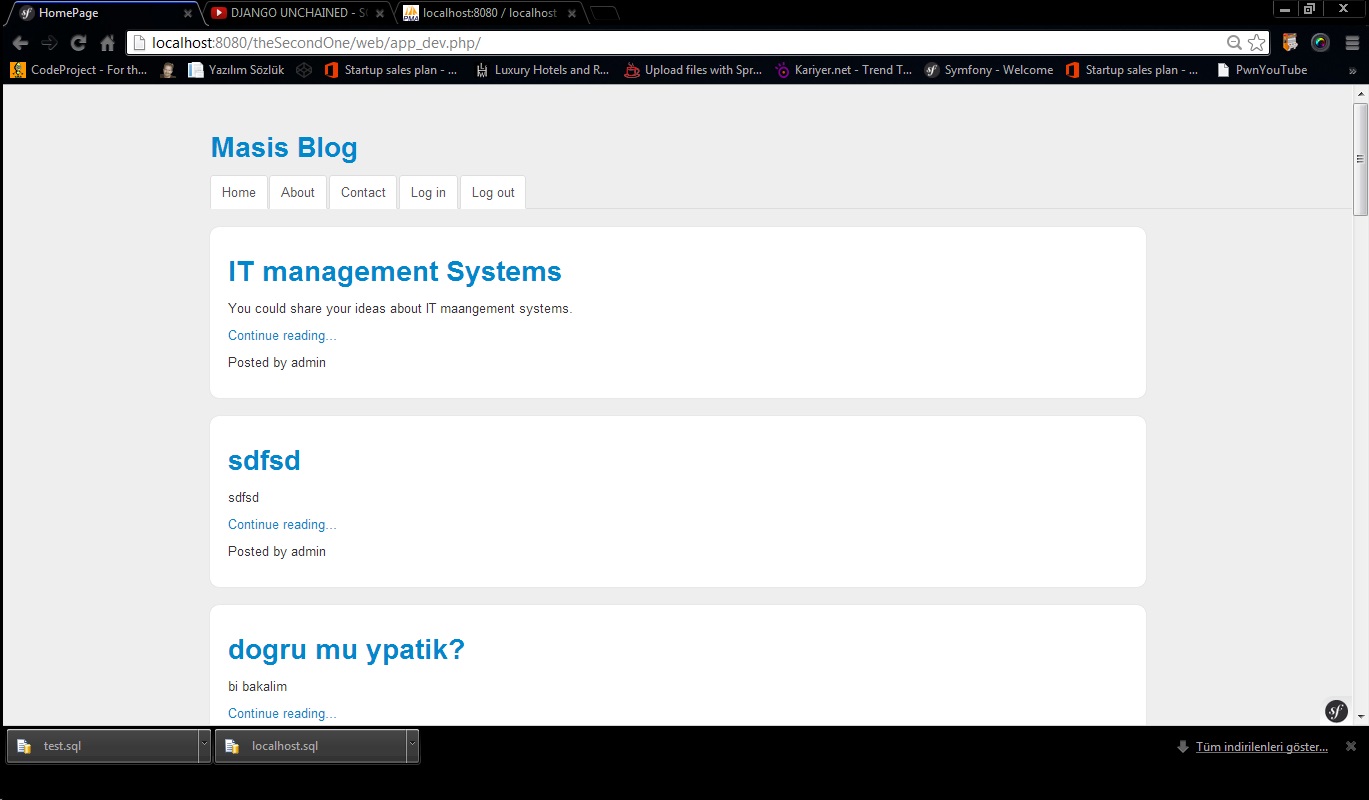 HomePage
DJANGO UNCHAINED - S
localhost:8080 / localhost
localhost:8080/theSecondOne/web/app_dev.php/
CodeProject - For th...
Yazılım Sözlük
Startup sales plan - ...
Luxury Hotels and R...
Upload files with Spr...
Kariyer.net - Trend T...
Symfony - Welcome
Startup sales plan - ...
PwnYouTube
Masis Blog
Home
About
Contact
Log in
Log out
IT management Systems
You could share your ideas about IT maangement systems.
Continue reading...
Posted by admin
sdfsd
sdfsd
Continue reading...
Posted by admin
dogru mu ypatik?
bi bakalim
Continue reading...
sf
test.sql
localhost.sql
Tüm indirilenleri göster...